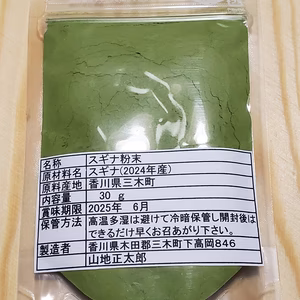 名称 スギナ粉末
原材料名 スギナ(2024年産)
原料産地 香川県三木町
内容量 30g
賞味期限 2025年 6月
保管方法 高温多湿は避けて冷暗保管し開封後は
できるだけ早くお召あがり下さい。
製造者 香川県木田郡三木町下高岡846
山地正太郎